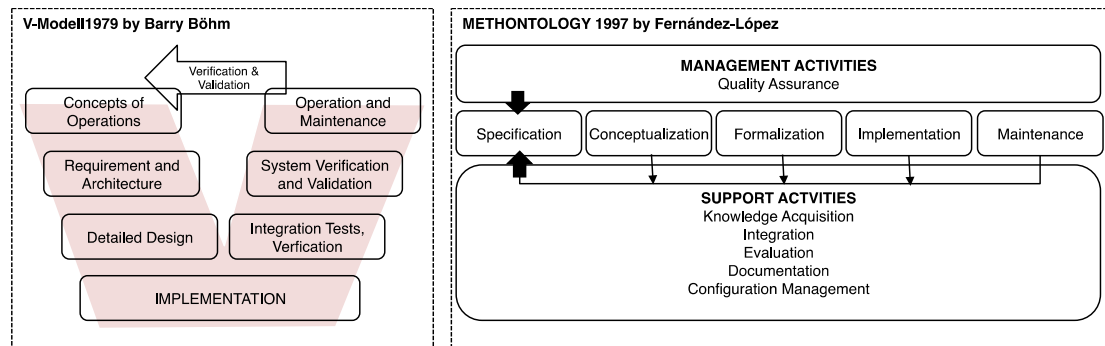 V-Modell1979 by Barry Böhm
Verification &
Validation
Concepts of
Operations
Operation and
Maintenance
Requirement and
Architecture
System Verification
and Validation
Detailed Design
Integration Tests,
Verfication
IMPLEMENTATION
METHONTOLOGY 1997 by Fernández-López
MANAGEMENT ACTIVITIES
Quality Assurance
Specification
Conceptualization
Formalization
Implementation
Maintenance
SUPPORT ACTVITIES
Knowledge Acquisition
Integration
Evaluation
Documentation
Configuration Management